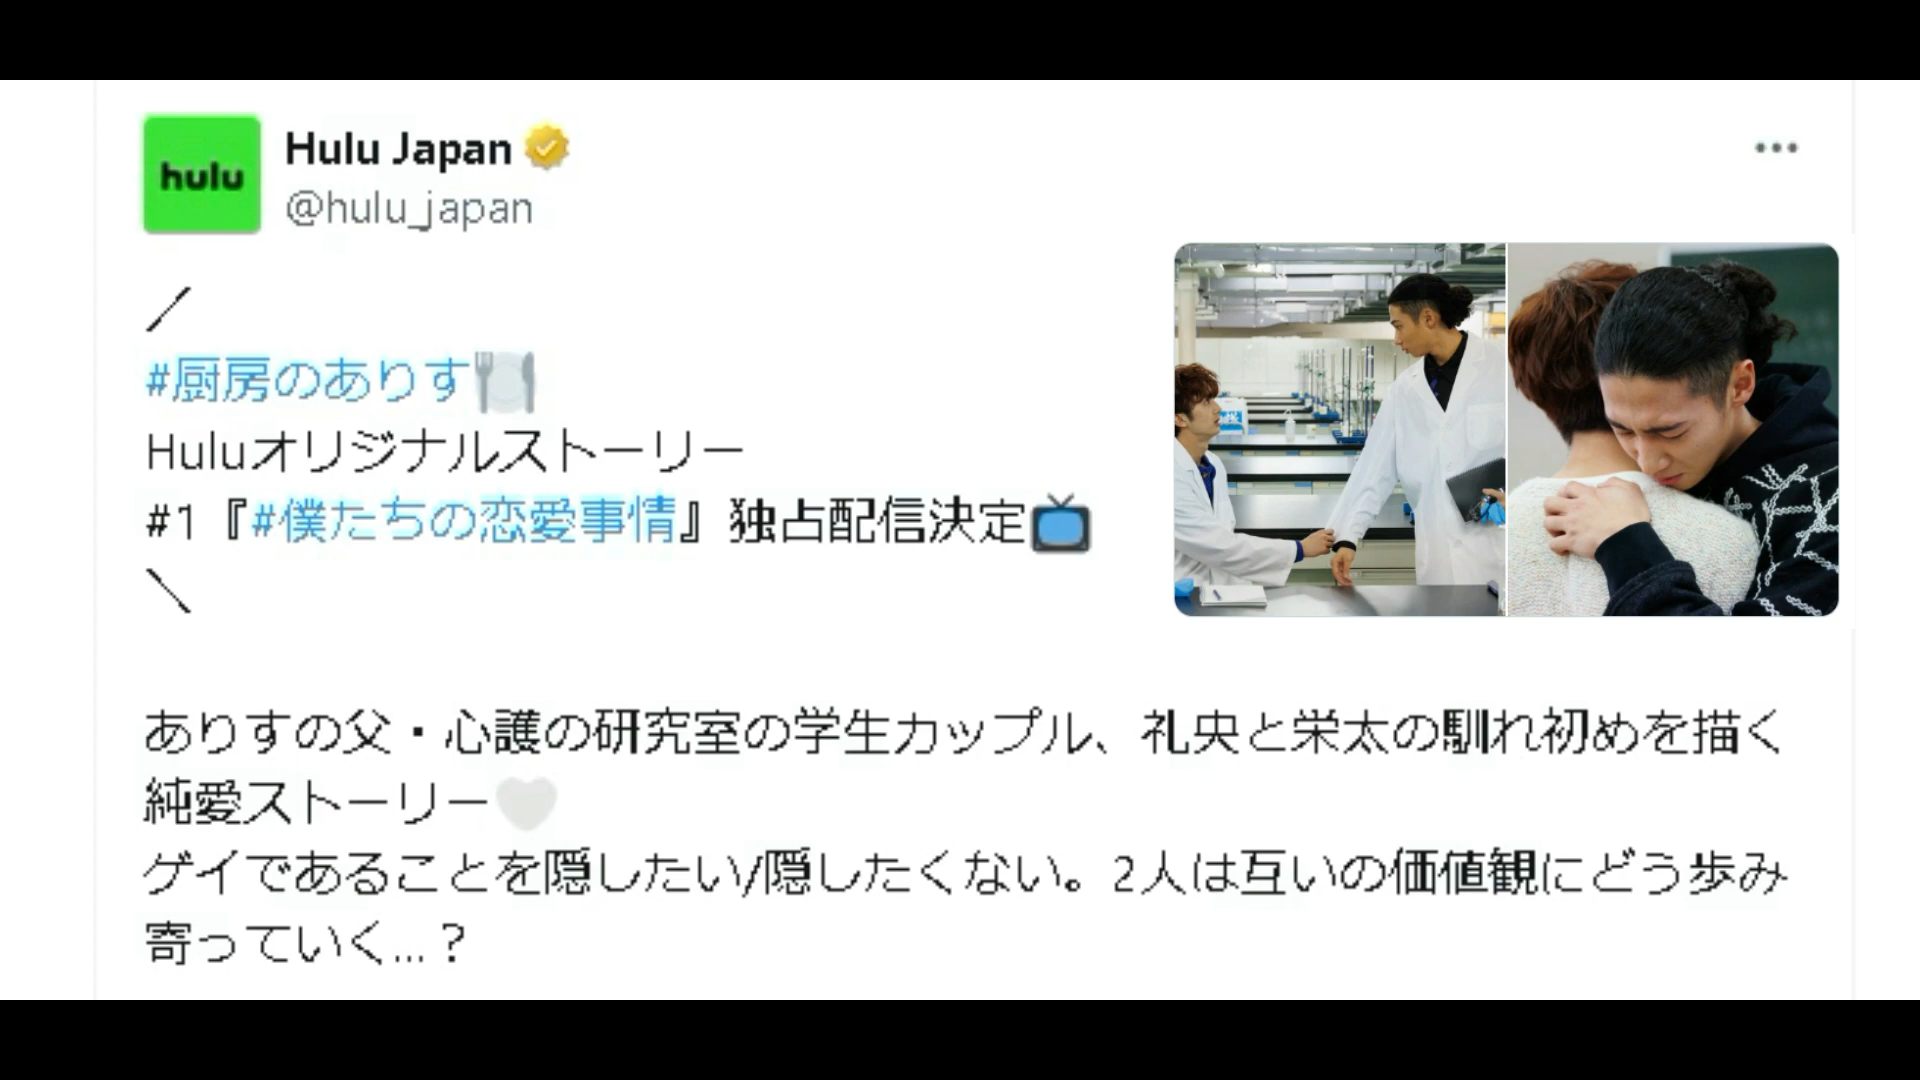 hulu
Hulu Japan
@hulu_japan
／
#厨房のありす🍽
Huluオリジナルストーリー
#1『#僕たちの恋愛事情』独占配信決定📺
＼
ありすの父・心護の研究室の学生カップル、礼央と栄太の馴れ初めを描く
純愛ストーリー🤍
ゲイであることを隠したい/隠したくない。2人は互いの価値観にどう歩み
寄っていく...？